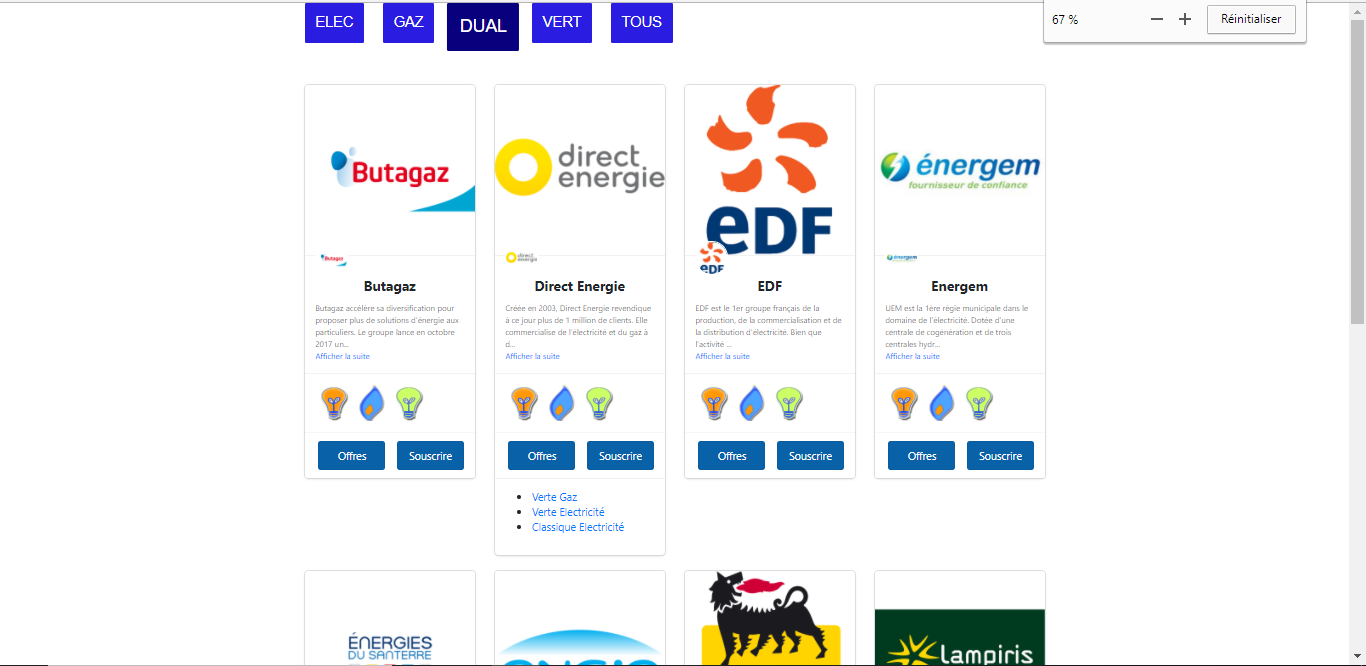 ELEC GAZ DUAL VERT TOUS
67 % Réinitialiser
Butagaz
direct
energie
eDF
énergem
fournisseur de confiance
Butagaz
direct
energie
eDF
énergem
Butagaz
Butagaz accélère sa diversification pour
proposer plus de solutions d'énergie aux
particuliers. Le groupe lance en octobre
2017 un...
Afficher la suite
Offres Souscrire
Direct Energie
Créée en 2003, Direct Energie revendique
à ce jour plus de 1 million de clients. Elle
commercialise de l'électricité et du gaz à
d...
Afficher la suite
Offres Souscrire
Verte Gaz
Verte Electricité
Classique Electricité
EDF
EDF est le 1er groupe français de la
production, de la commercialisation et de
la distribution d'électricité. Bien que
l'activité ...
Afficher la suite
Offres Souscrire
Energem
UEM est la 1ère régie municipale dans le
domaine de l'électricité. Dotée d'une
centrale de cogénération et de trois
centrales hydr...
Afficher la suite
Offres Souscrire
ÉNERGIES
DU SANTERRE
Lampiris